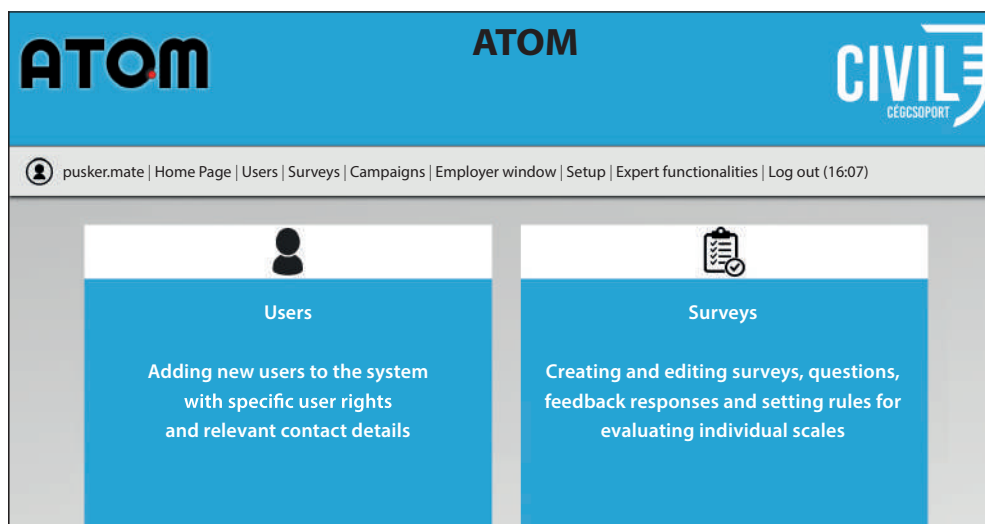 ATOM
ATOM
CIVIL
CÉGCSOPORT
pusker.mate | Home Page | Users | Surveys | Campaigns | Employer window | Setup | Expert functionalities | Log out (16:07)
Users
Adding new users to the system
with specific user rights
and relevant contact details
Surveys
Creating and editing surveys, questions,
feedback responses and setting rules for
evaluating individual scales